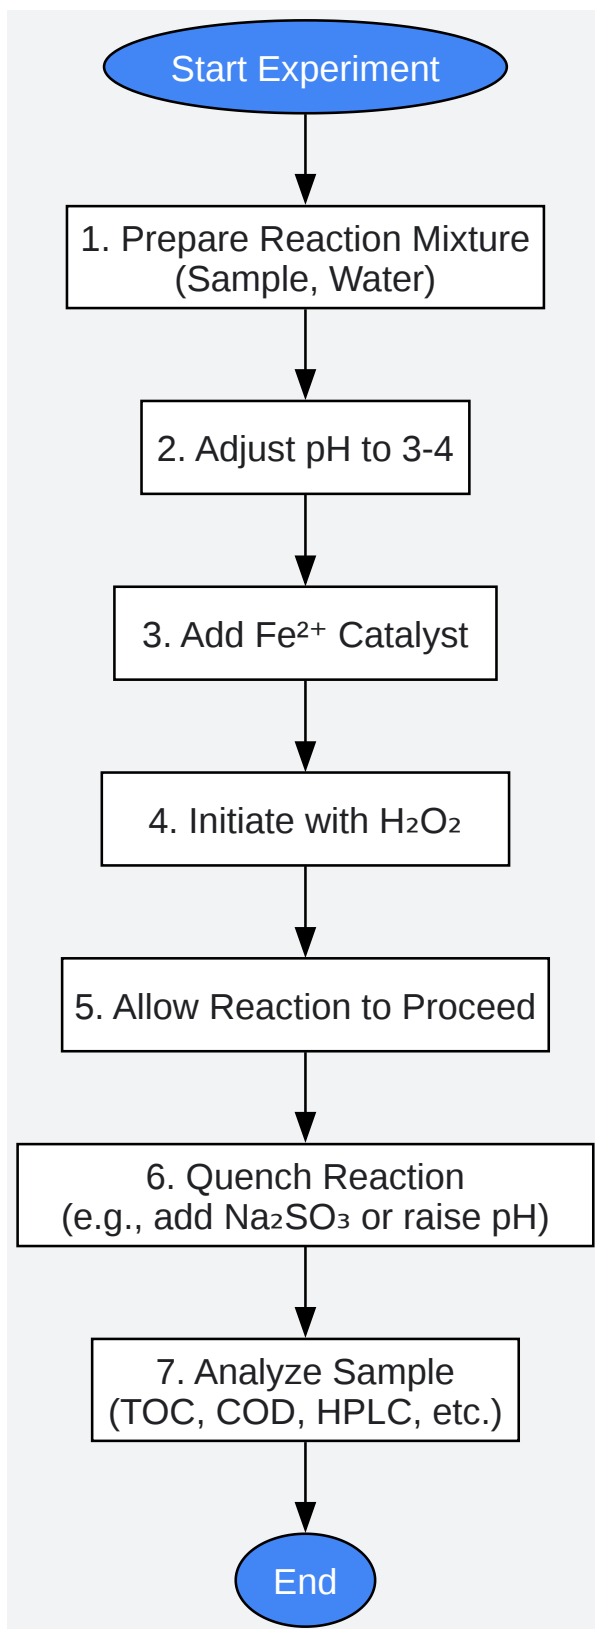 Start Experiment
1. Prepare Reaction Mixture
(Sample, Water)
2. Adjust pH to 3-4
3. Add Fe²⁺ Catalyst
4. Initiate with H₂O₂
5. Allow Reaction to Proceed
6. Quench Reaction
(e.g., add Na₂SO₃ or raise pH)
7. Analyze Sample
(TOC, COD, HPLC, etc.)
End